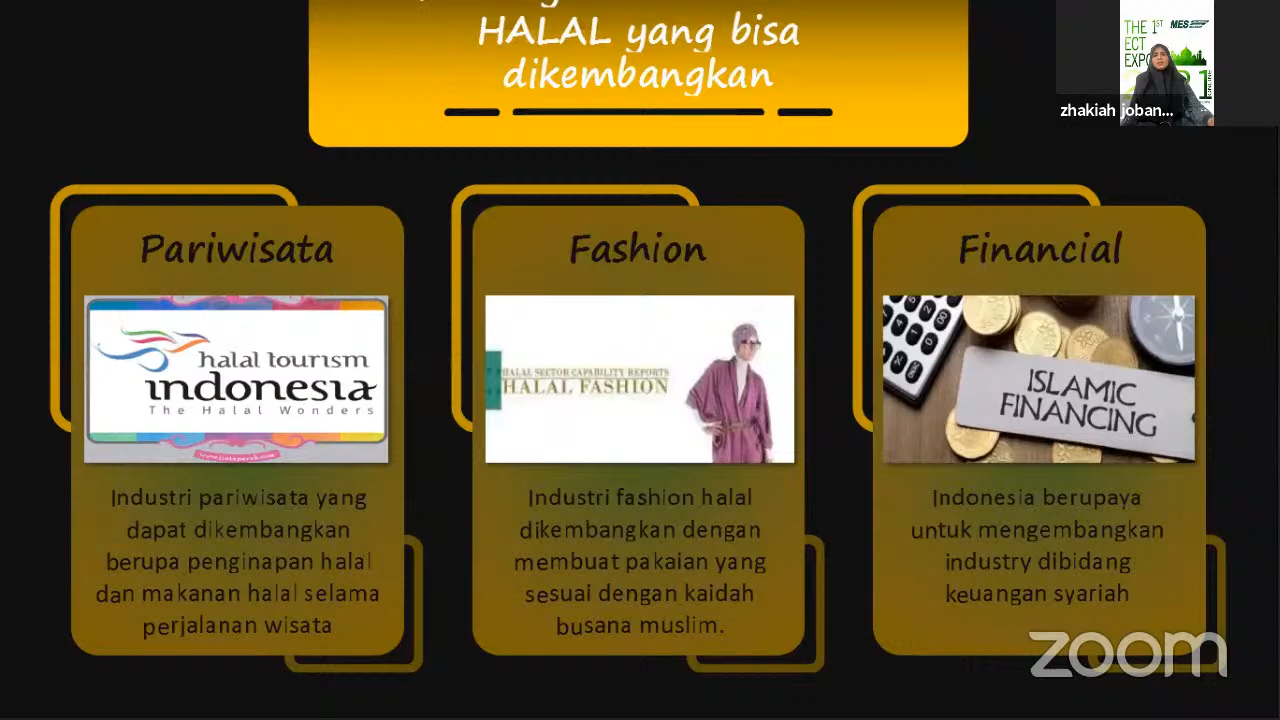 HALAL yang bisa
dikembangkan
THE 1ST
MES
ECT
EXPO
zhakiah joban...
Pariwisata
halal tourism
indonesia
The Halal Wonders
Industri pariwisata yang
dapat dikembangkan
berupa penginapan halal
dan makanan halal selama
perjalanan wisata
Fashion
HALAL SECTOR CAPABILITY REPORTS
HALAL FASHION
Industri fashion halal
dikembangkan dengan
membuat pakaian yang
sesuai dengan kaidah
busana muslim.
Financial
ISLAMIC
FINANCING
Indonesia berupaya
untuk mengembangkan
industry dibidang
keuangan syariah
zoom